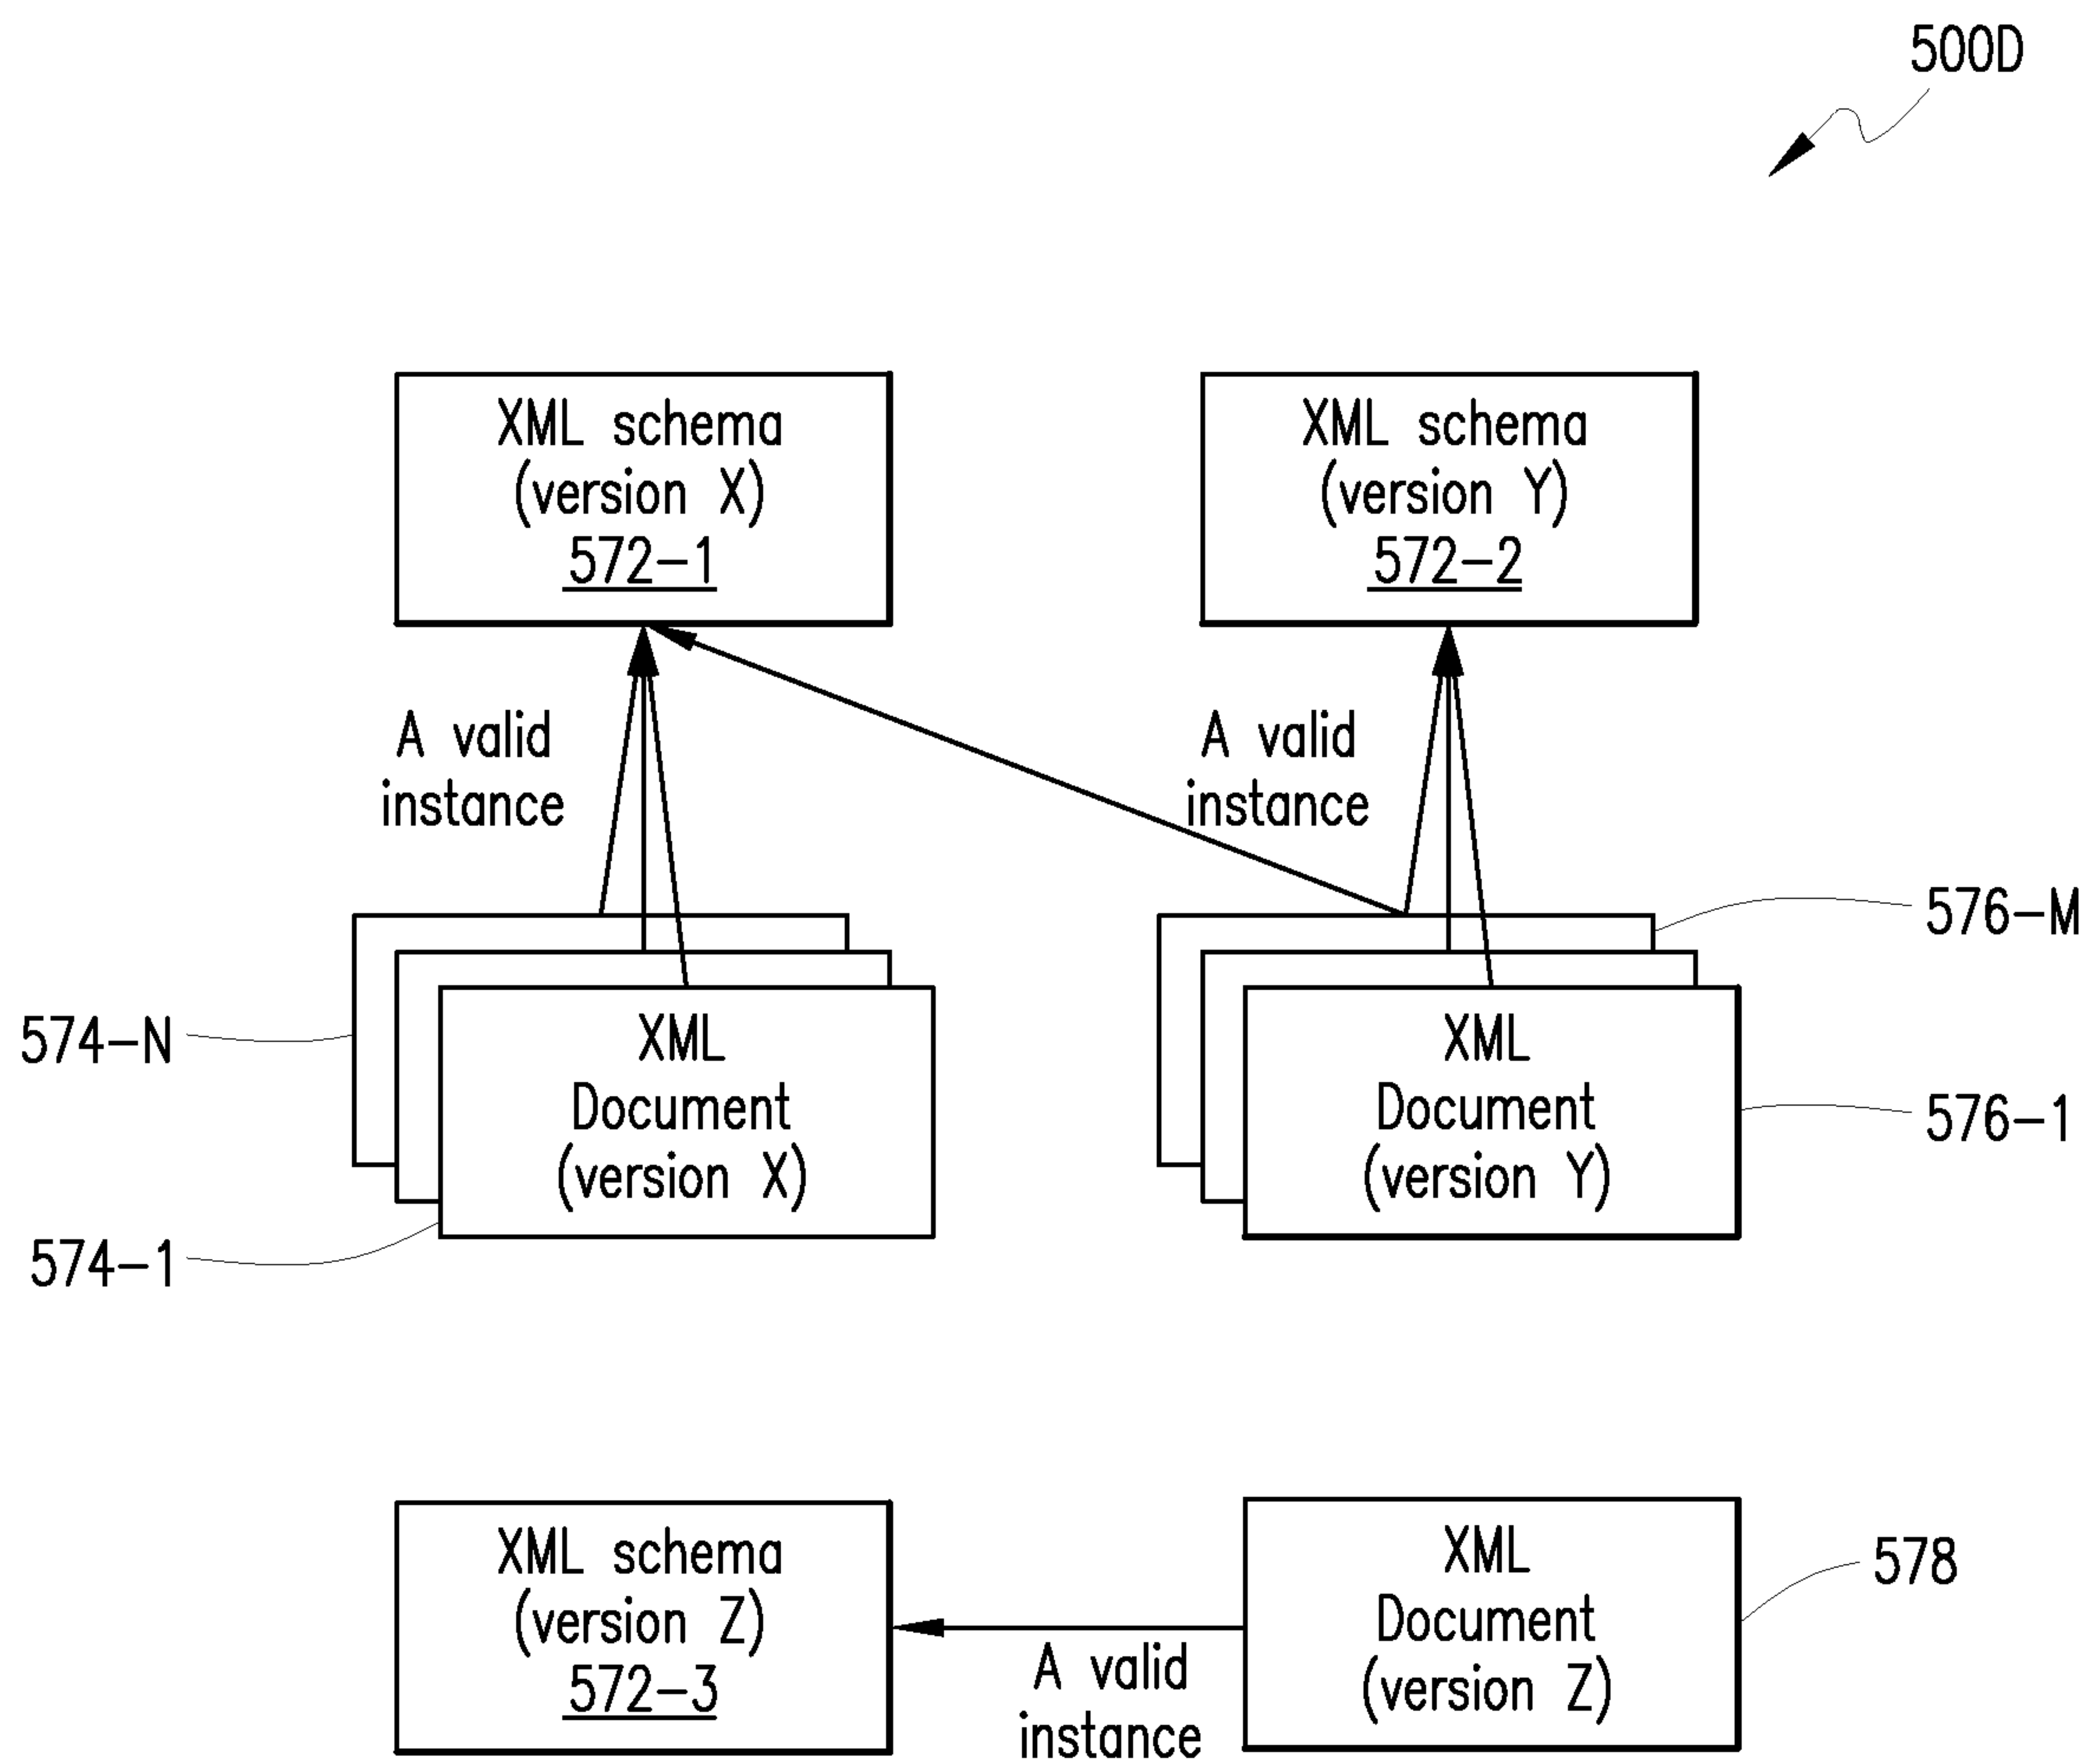 500D
XML schema
(version X)
572-1
XML schema
(version Y)
572-2
A valid
instance
A valid
instance
576-M
574-N
XML
Document
(version X)
XML
Document
(version Y)
576-1
574-1
XML schema
(version Z)
572-3
A valid
instance
XML
Document
(version Z)
578